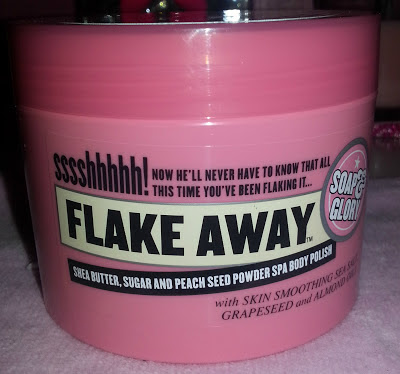 sssshhhhh! NOW HE'LL NEVER HAVE TO KNOW THAT ALL
THIS TIME YOU'VE BEEN FLAKING IT...
SOAP &
GLORY
FLAKE AWAY™
SHEA BUTTER, SUGAR AND PEACH SEED POWDER SPA BODY POLISH
with SKIN SMOOTHING SEA
GRAPESEED and ALMOND